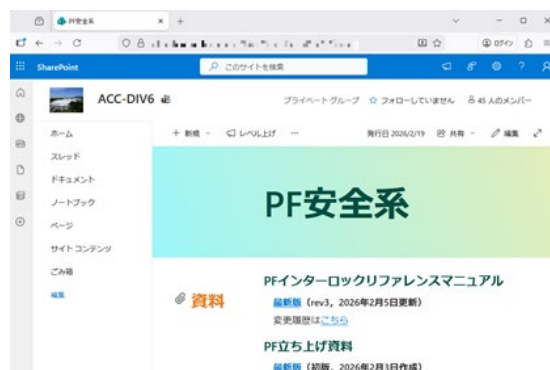 PF安全系
ログイン
SharePoint
このサイトを検索
ACC-DIV6
プライベート グループ ☆ フォローしていません 45 人のメンバー
ホーム
+ 新規
レベル上げ ···
発行日 2026/2/19 共有 編集
スレッド
ドキュメント
ノートブック
ページ
サイト コンテンツ
ごみ箱
編集
PF安全系
資料
PFインターロックリファレンスマニュアル
最新版（rev3，2026年2月5日更新）
変更履歴はこちら
PF立ち上げ資料
最新版（初版，2026年2月3日作成）